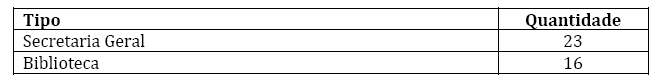 Tipo Quantidade
Secretaria Geral 23
Biblioteca 16